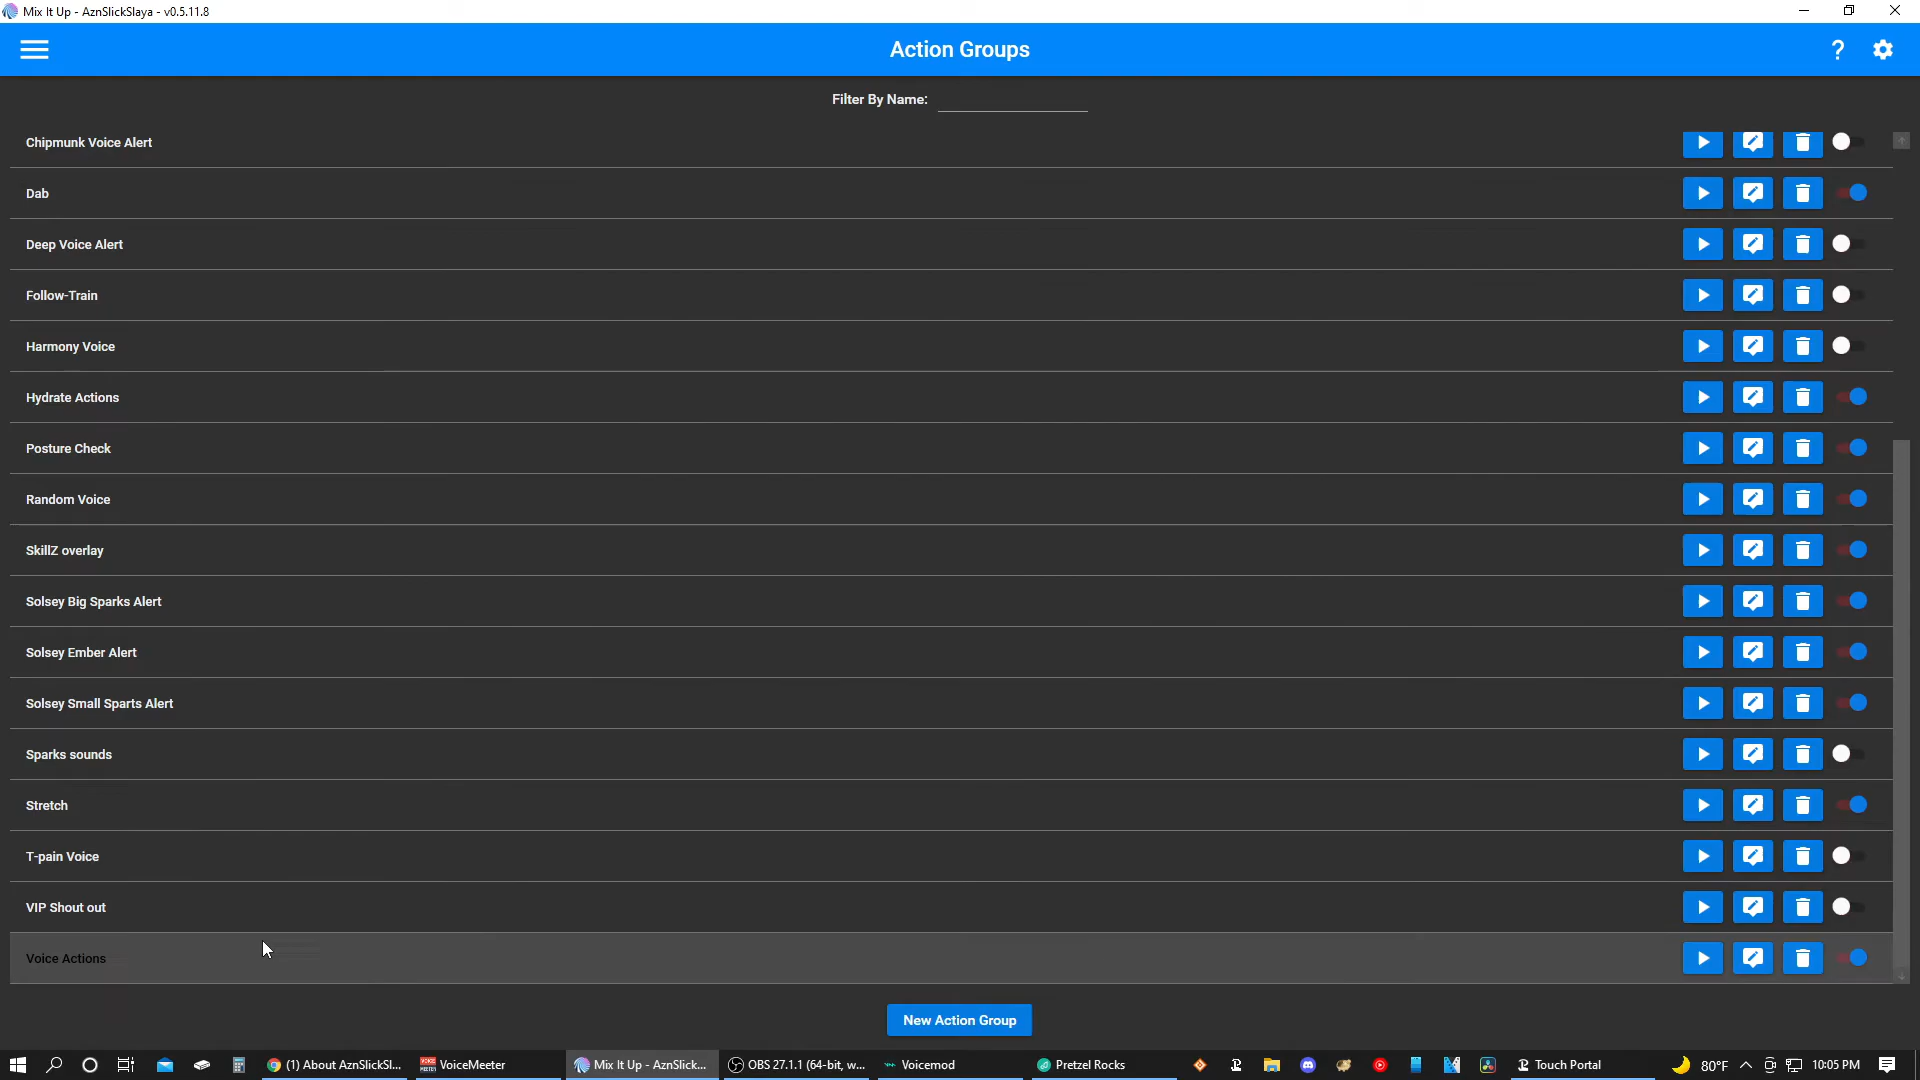 Mix It Up - AznSlickSlaya - v0.5.11.8
Action Groups
?
Filter By Name:
Chipmunk Voice Alert
Dab
Deep Voice Alert
Follow-Train
Harmony Voice
Hydrate Actions
Posture Check
Random Voice
SkillZ overlay
Solsey Big Sparks Alert
Solsey Ember Alert
Solsey Small Sparts Alert
Sparks sounds
Stretch
T-pain Voice
VIP Shout out
Voice Actions
New Action Group
(1) About AznSlickSl... VoiceMeeter Mix It Up - AznSlick... OBS 27.1.1 (64-bit, w... Voicemod Pretzel Rocks Touch Portal 80°F 10:05 PM